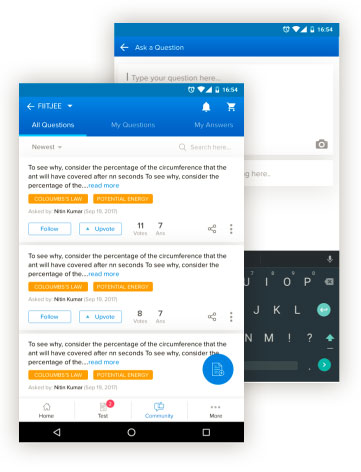 16:54
Ask a Question
Type your question here...
ng here..
U I O P
J K L
N M ! ?
16:54
FIITJEE
All Questions My Questions My Answers
Newest Search here...
To see why, consider the percentage of the circumference that the
ant will have covered after nn seconds To see why, consider the
percentage of the....read more
COLOUMBS'S LAW POTENTIAL ENERGY
Asked by: Nitin Kumar (Sep 19, 2017)
Follow Upvote 11 Votes 7 Ans
To see why, consider the percentage of the circumference that the
ant will have covered after nn seconds To see why, consider the
percentage of the....read more
COLOUMBS'S LAW POTENTIAL ENERGY
Asked by: Nitin Kumar (Sep 19, 2017)
Follow Upvote 8 Votes 7 Ans
To see why, consider the percentage of the circumference that
ant will have covered after nn seconds To see why, consider the
percentage of the....read more
COLOUMBS'S LAW POTENTIAL ENERGY
Asked by: Nitin Kumar (Sep 19, 2017)
Home Test 2 Community More